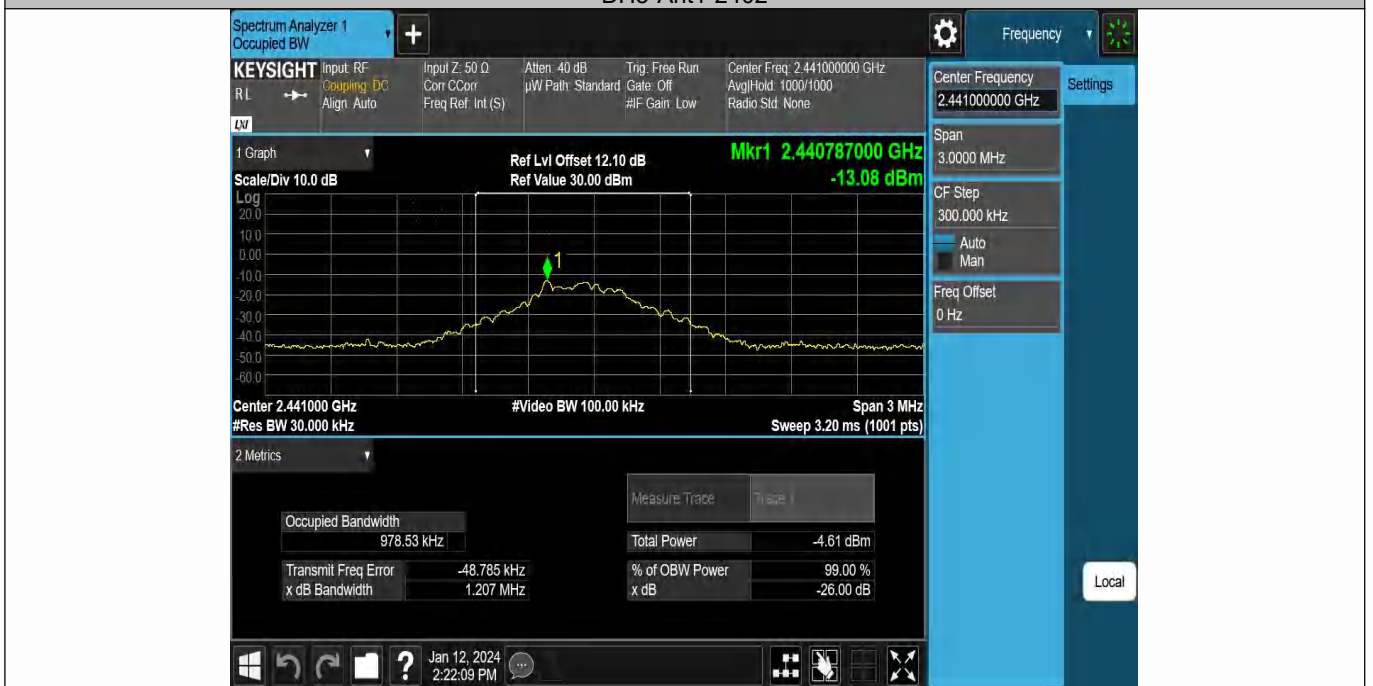 Spectrum Analyzer 1
Occupied BW
+
Frequency
KEYSIGHT
RL
LXI
Input: RF
Coupling: DC
Align: Auto
Input Z: 50 Ω
Corr CCorr
Freq Ref: Int (S)
Atten: 40 dB
µW Path: Standard
Trig: Free Run
Gate: Off
#IF Gain: Low
Center Freq: 2.441000000 GHz
Avg|Hold: 1000/1000
Radio Std: None
Center Frequency
2.441000000 GHz
Settings
Span
3.0000 MHz
CF Step
300.000 kHz
Auto
Man
Freq Offset
0 Hz
Local
1 Graph
Scale/Div 10.0 dB
Ref Lvl Offset 12.10 dB
Ref Value 30.00 dBm
Mkr1 2.440787000 GHz
-13.08 dBm
Log
20.0
10.0
0.00
-10.0
-20.0
-30.0
-40.0
-50.0
-60.0
1
Center 2.441000 GHz
#Video BW 100.00 kHz
Span 3 MHz
#Res BW 30.000 kHz
Sweep 3.20 ms (1001 pts)
2 Metrics
Measure Trace
Trace 1
Occupied Bandwidth
978.53 kHz
Total Power
-4.61 dBm
Transmit Freq Error
-48.785 kHz
% of OBW Power
99.00 %
x dB Bandwidth
1.207 MHz
x dB
-26.00 dB
?
Jan 12, 2024
2:22:09 PM